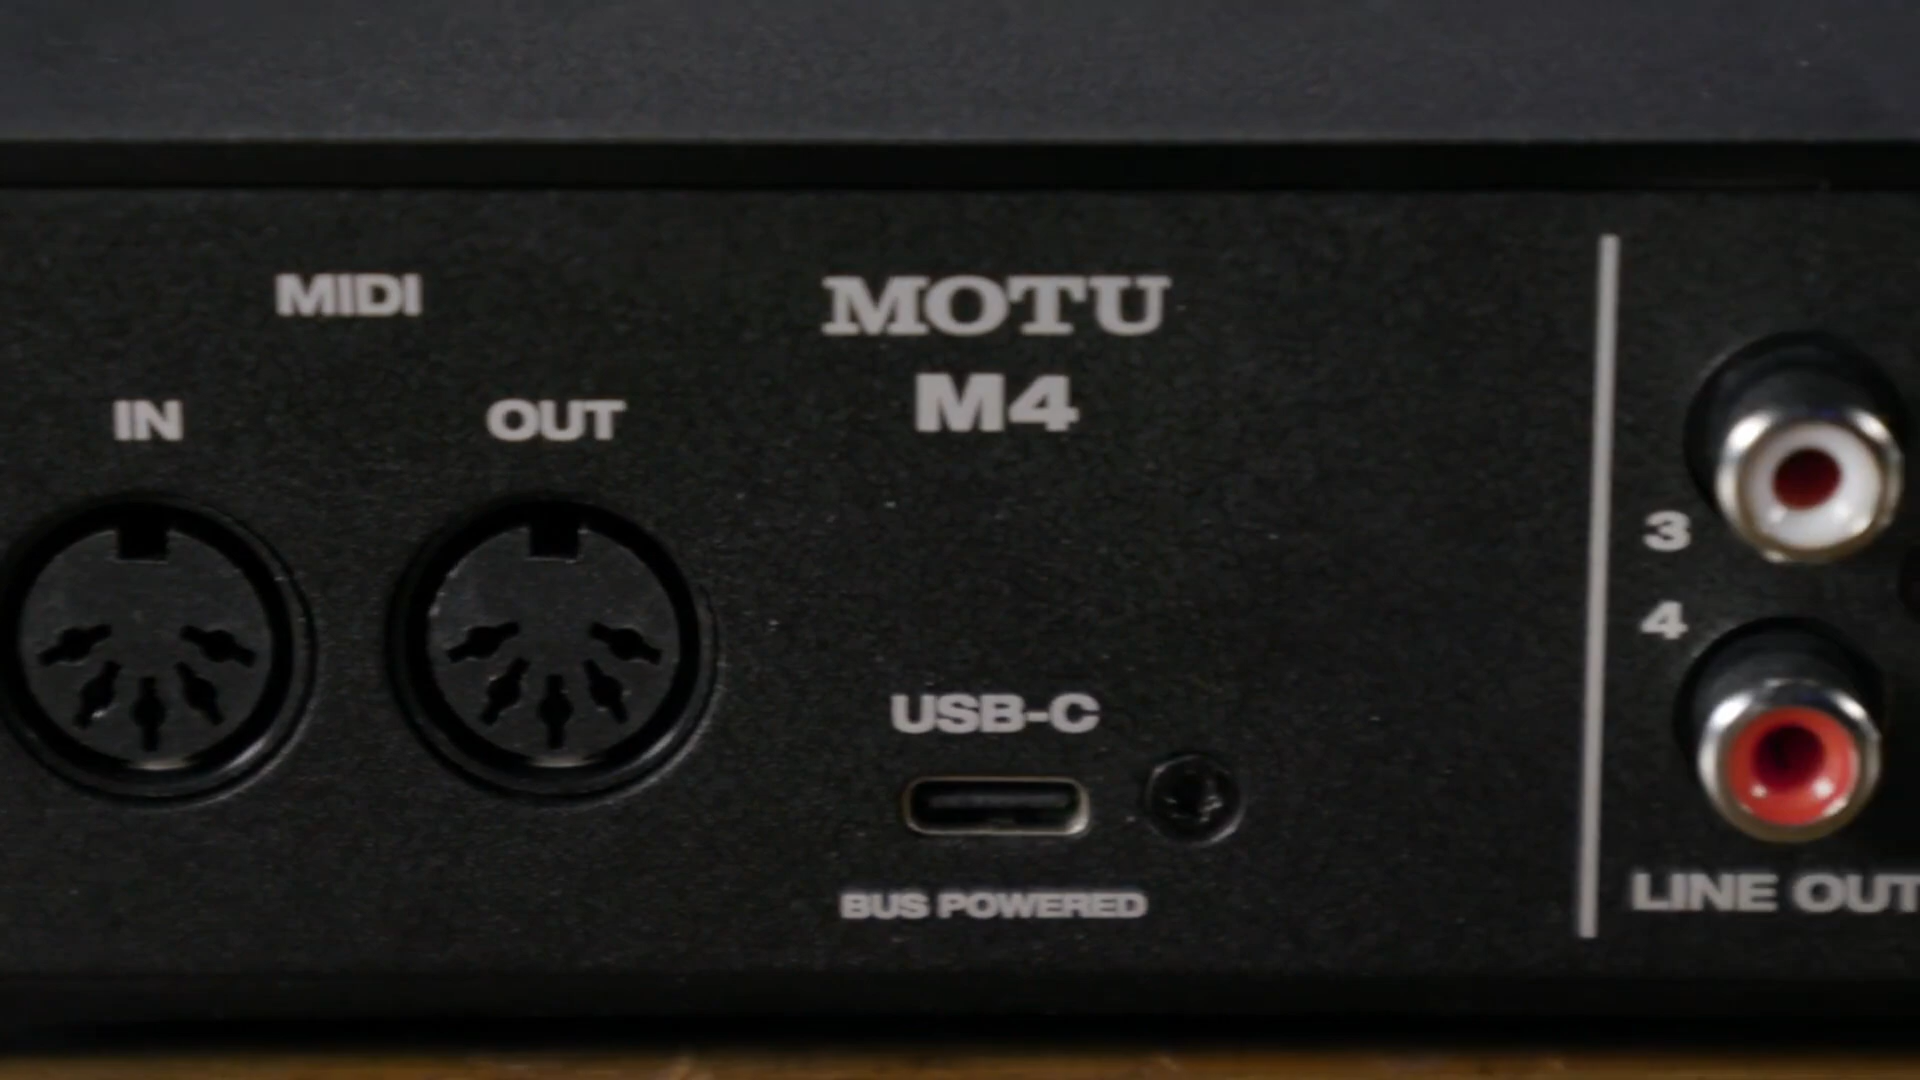 MIDI
IN
OUT
MOTU
M4
USB-C
BUS POWERED
3
4
LINE OUT